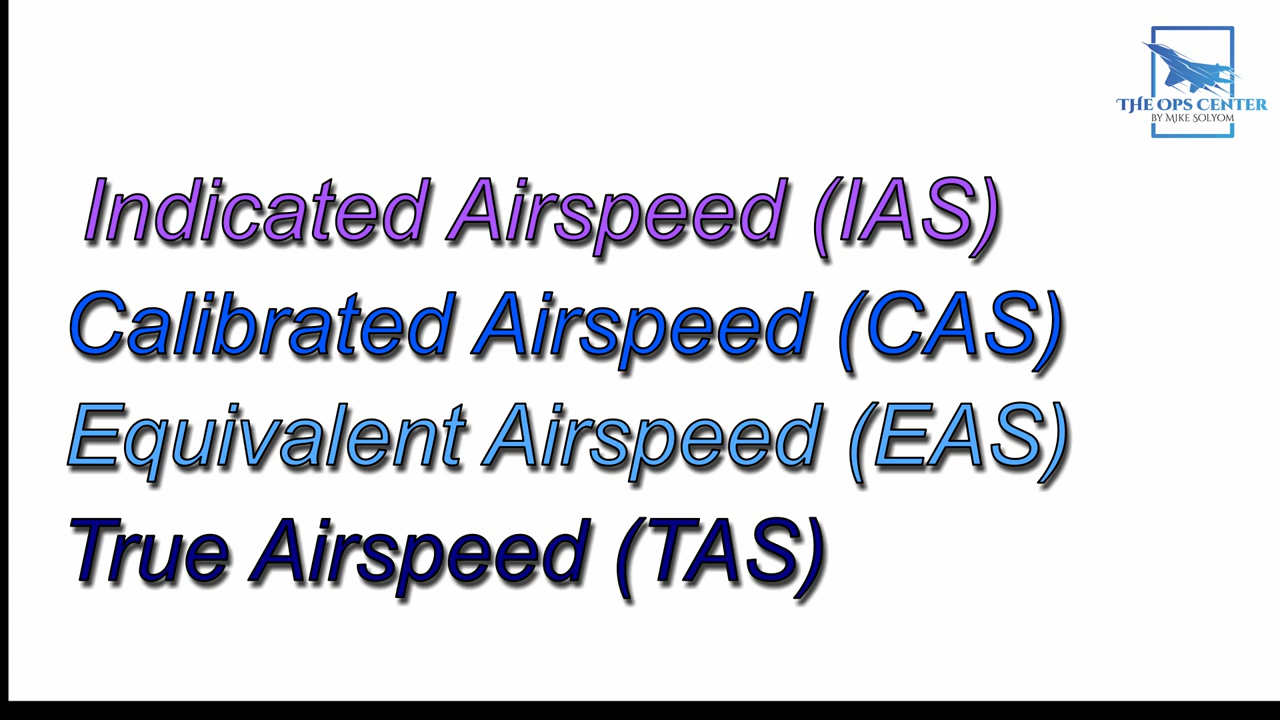 THE OPS CENTER
BY MIKE SOLYOM
Indicated Airspeed (IAS)
Calibrated Airspeed (CAS)
Equivalent Airspeed (EAS)
True Airspeed (TAS)